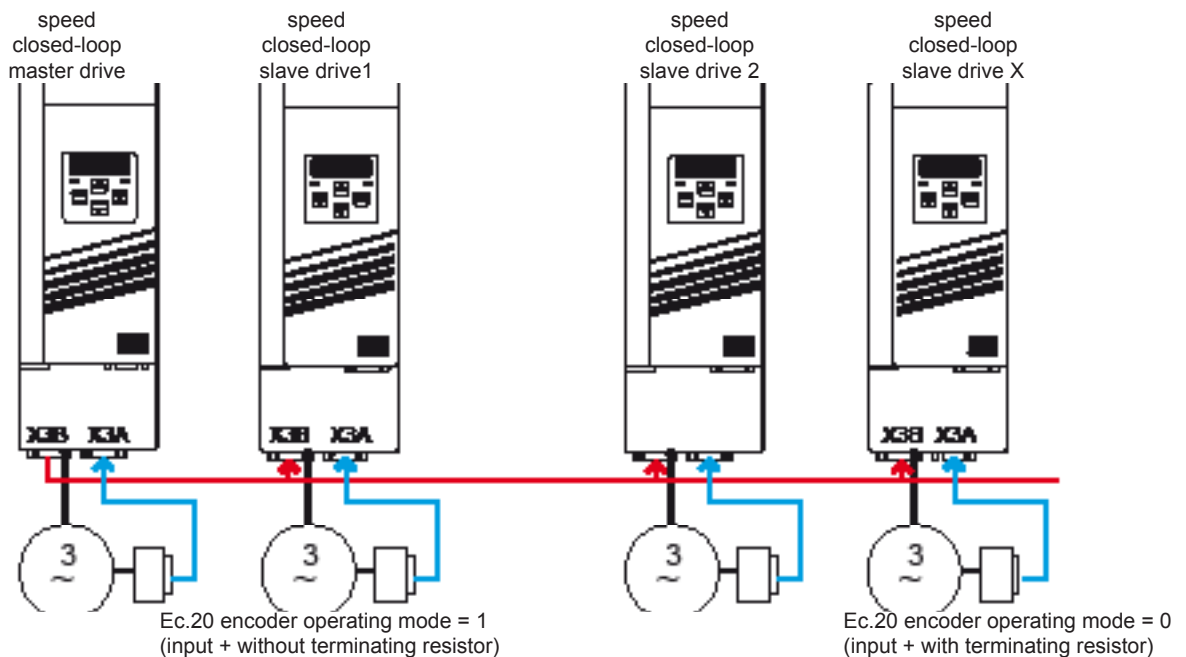 speed
closed-loop
master drive
speed
closed-loop
slave drive1
speed
closed-loop
slave drive 2
speed
closed-loop
slave drive X
X3B X3A
X3B X3A
X3B X3A
3
~
3
~
3
~
3
~
Ec.20 encoder operating mode = 1
(input + without terminating resistor)
Ec.20 encoder operating mode = 0
(input + with terminating resistor)